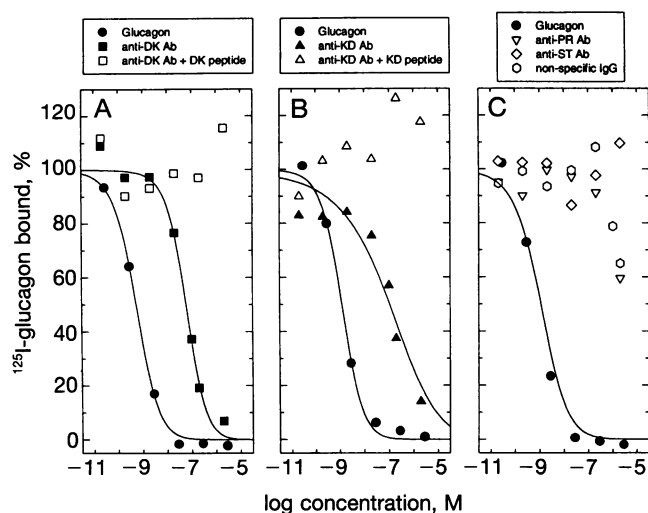 Glucagon
anti-DK Ab
anti-DK Ab + DK peptide
Glucagon
anti-KD Ab
anti-KD Ab + KD peptide
Glucagon
anti-PR Ab
anti-ST Ab
non-specific IgG
A
B
C
120
100
80
60
40
20
0
125I-glucagon bound, %
−11 −9 −7 −5
−11 −9 −7 −5
−11 −9 −7 −5
log concentration, M